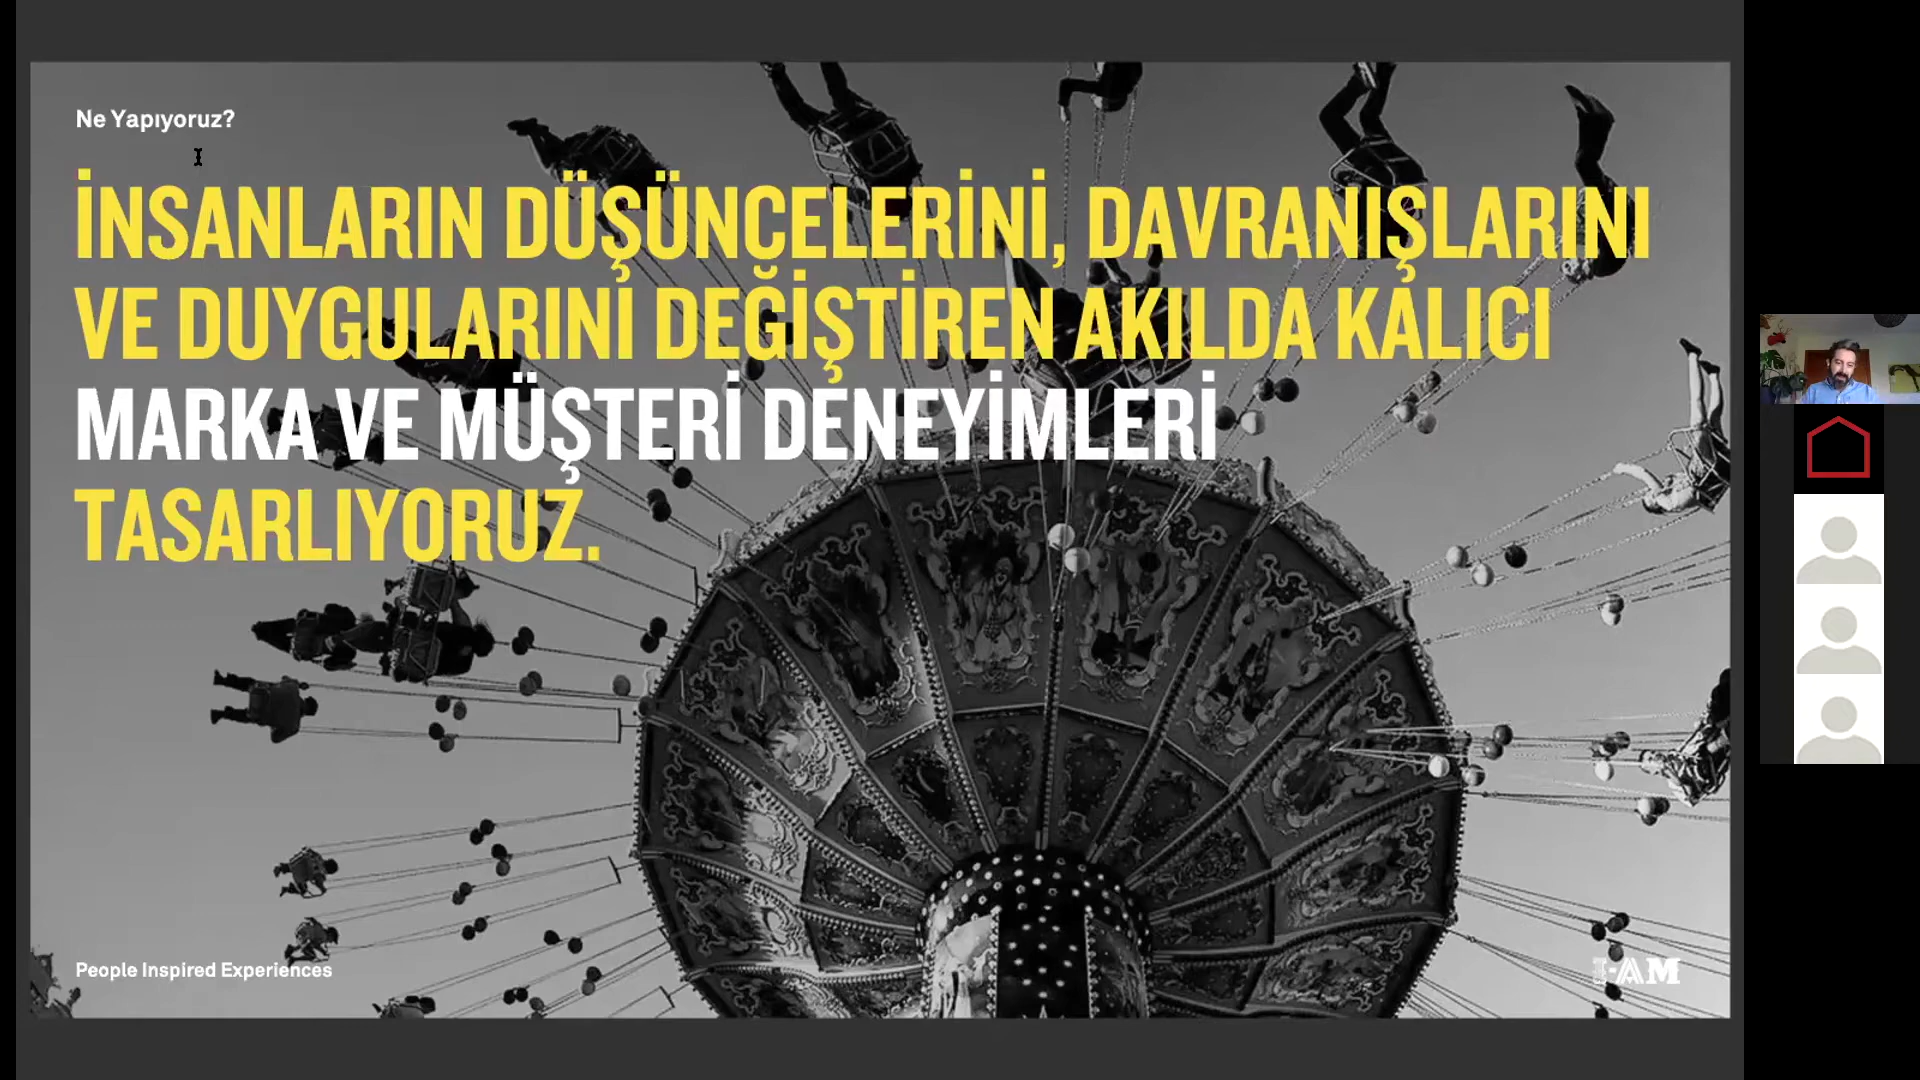 Ne Yapıyoruz?
İNSANLARIN DÜŞÜNCELERİNİ, DAVRANIŞLARINI
VE DUYGULARINI DEĞİŞTİREN AKILDA KALICI
MARKA VE MÜŞTERİ DENEYİMLERİ
TASARLIYORUZ.
People Inspired Experiences
I-AM